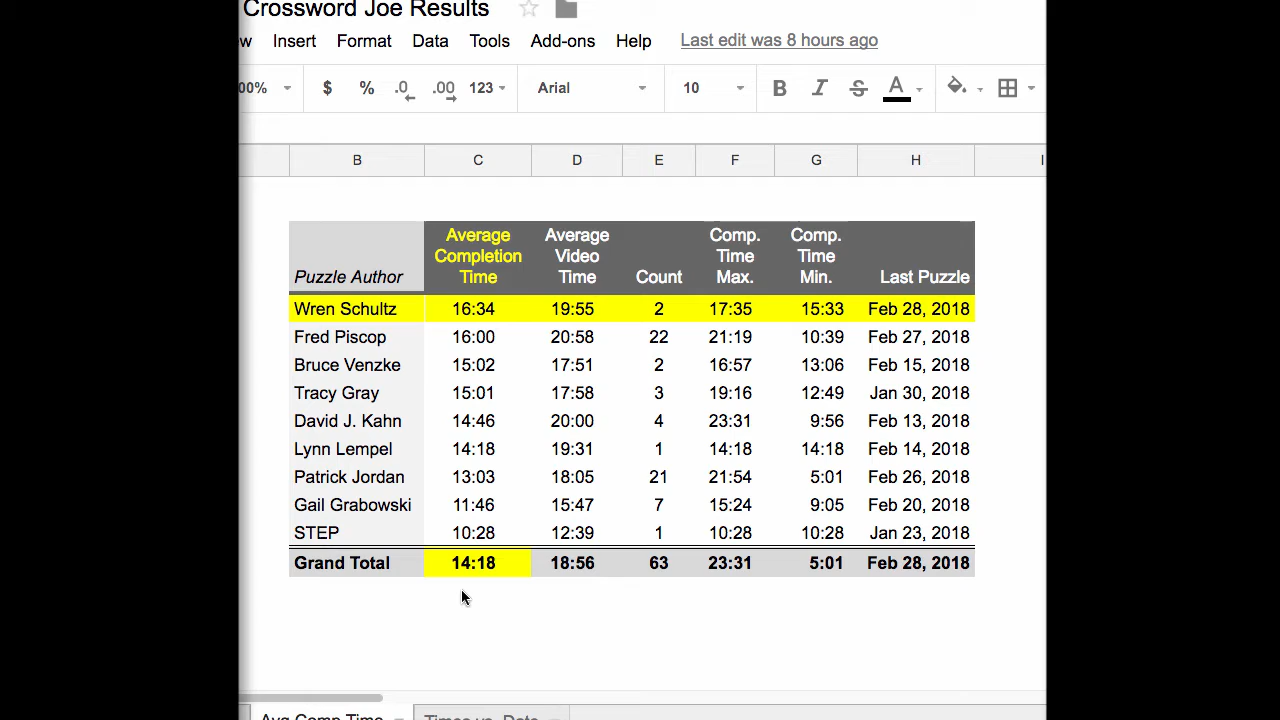 Crossword Joe Results
w Insert Format Data Tools Add-ons Help Last edit was 8 hours ago
00% $ % .0 .00 123 Arial 10 B I S A
B C D E F G H I
Puzzle Author Average Completion Time Average Video Time Count Comp. Time Max. Comp. Time Min. Last Puzzle
Wren Schultz 16:34 19:55 2 17:35 15:33 Feb 28, 2018
Fred Piscop 16:00 20:58 22 21:19 10:39 Feb 27, 2018
Bruce Venzke 15:02 17:51 2 16:57 13:06 Feb 15, 2018
Tracy Gray 15:01 17:58 3 19:16 12:49 Jan 30, 2018
David J. Kahn 14:46 20:00 4 23:31 9:56 Feb 13, 2018
Lynn Lempel 14:18 19:31 1 14:18 14:18 Feb 14, 2018
Patrick Jordan 13:03 18:05 21 21:54 5:01 Feb 26, 2018
Gail Grabowski 11:46 15:47 7 15:24 9:05 Feb 20, 2018
STEP 10:28 12:39 1 10:28 10:28 Jan 23, 2018
Grand Total 14:18 18:56 63 23:31 5:01 Feb 28, 2018
Avg Comp Time Times vs. Date